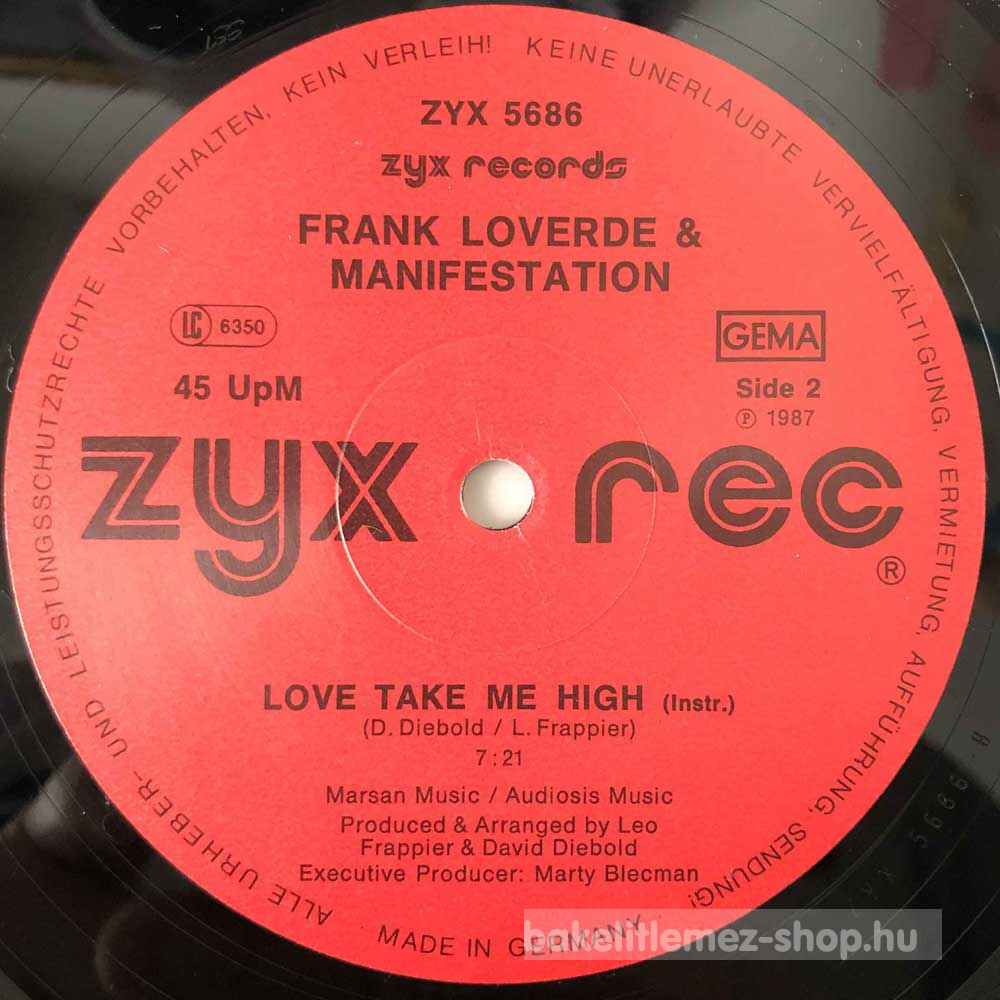 ALLE URHEBER- UND LEISTUNGSSCHUTZRECHTE VORBEHALTEN, KEIN VERLEIH! KEINE UNERLAUBTE VERVIELFÄLTIGUNG, VERMIETUNG, AUFFÜHRUNG, SENDUNG!
ZYX 5686
zyx records
FRANK LOVERDE &
MANIFESTATION
LC 6350
GEMA
45 UpM
Side 2
℗ 1987
zyx rec
®
LOVE TAKE ME HIGH (Instr.)
(D. Diebold / L. Frappier)
7:21
Marsan Music / Audiosis Music
Produced & Arranged by Leo
Frappier & David Diebold
Executive Producer: Marty Blecman
MADE IN GERMANY
bakelitlemez-shop.hu